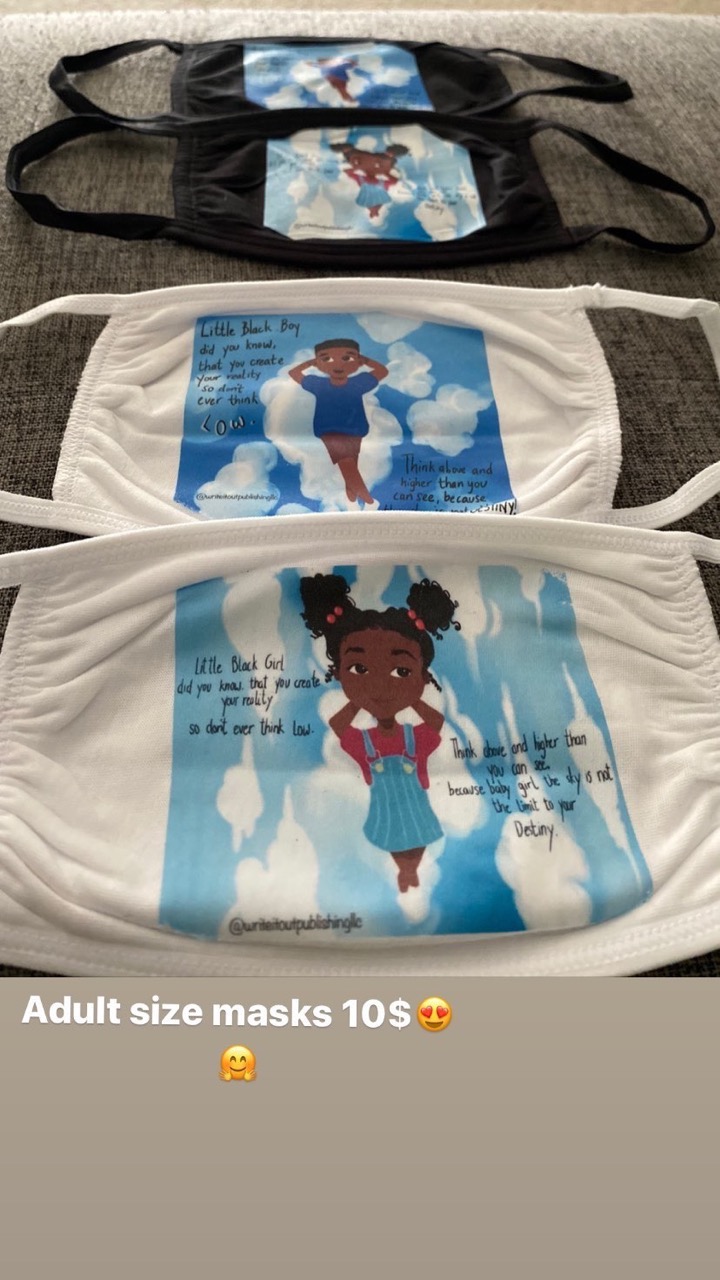 Little Black Boy
did you know,
that you create
your reality
so don't
ever think
LOW.
Think above and
higher than you
can see, because
DESTINY!
@writeitoutpublishingllc
Little Black Girl
did you know. that you create
your reality
so don't ever think Low.
Think above and higher than
you can see.
because baby girl the sky is not
the limit to your
Destiny.
@writeitoutpublishingllc
Adult size masks 10$😍
🤗